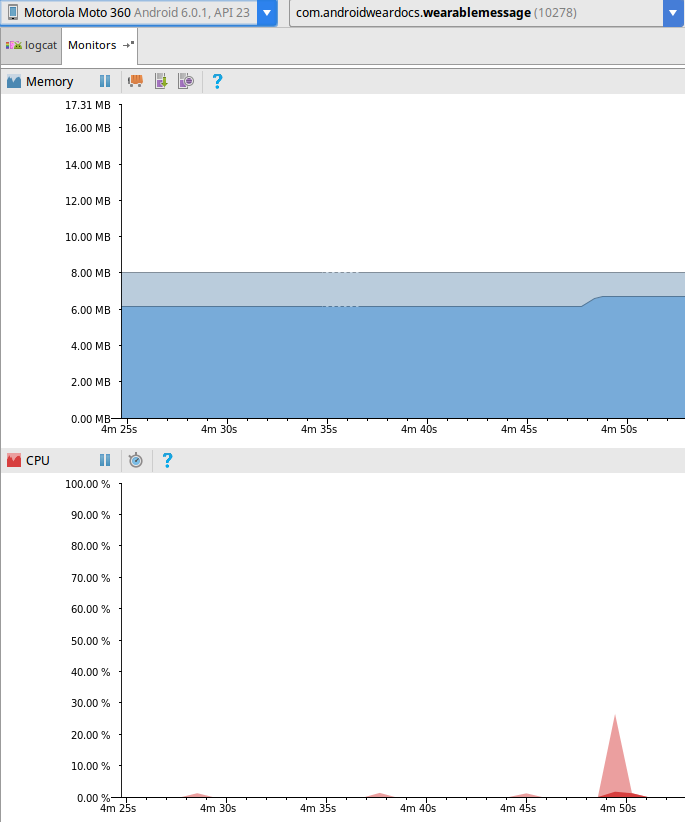 Motorola Moto 360 Android 6.0.1, API 23 com.androidweardocs.wearablemessage (10278)
logcat Monitors
Memory ?
17.31 MB
16.00 MB
14.00 MB
12.00 MB
10.00 MB
8.00 MB
6.00 MB
4.00 MB
2.00 MB
0.00 MB
4m 25s 4m 30s 4m 35s 4m 40s 4m 45s 4m 50s
CPU ?
100.00 %
90.00 %
80.00 %
70.00 %
60.00 %
50.00 %
40.00 %
30.00 %
20.00 %
10.00 %
0.00 %
4m 25s 4m 30s 4m 35s 4m 40s 4m 45s 4m 50s